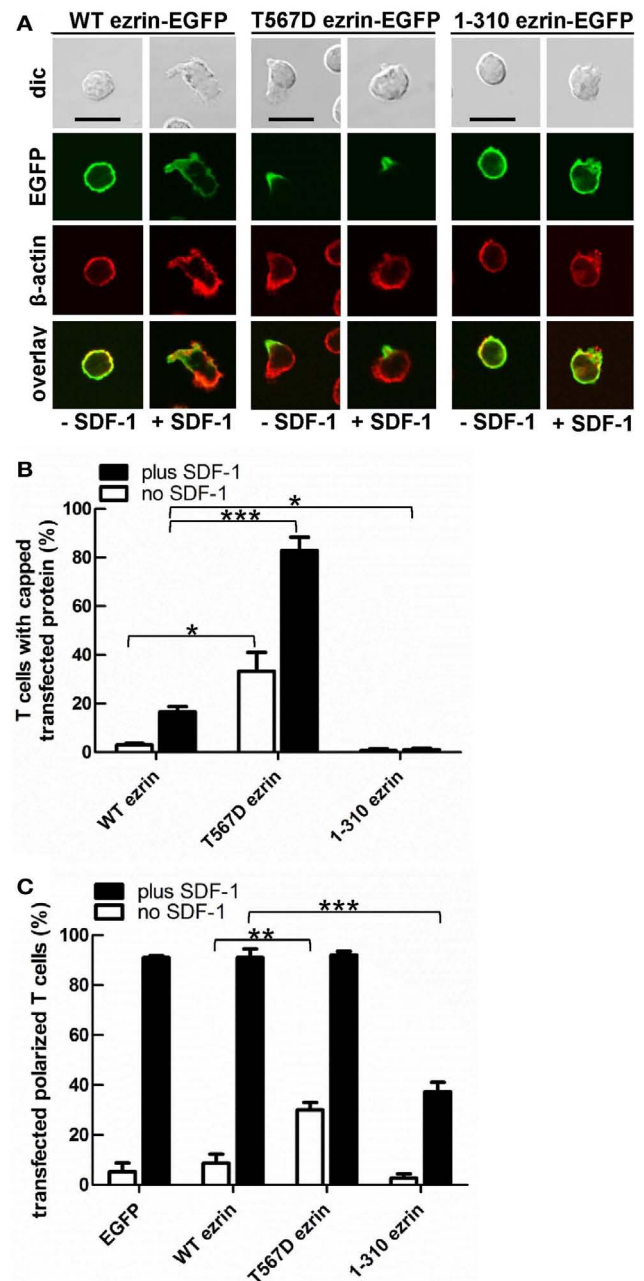 A
WT ezrin-EGFP T567D ezrin-EGFP 1-310 ezrin-EGFP
dic
EGFP
β-actin
overlay
- SDF-1 + SDF-1 - SDF-1 + SDF-1 - SDF-1 + SDF-1
B
plus SDF-1
no SDF-1
*
***
*
T cells with capped
transfected protein (%)
100
80
60
40
20
0
WT ezrin
T567D ezrin
1-310 ezrin
C
plus SDF-1
no SDF-1
***
**
transfected polarized T cells (%)
100
80
60
40
20
0
EGFP
WT ezrin
T567D ezrin
1-310 ezrin